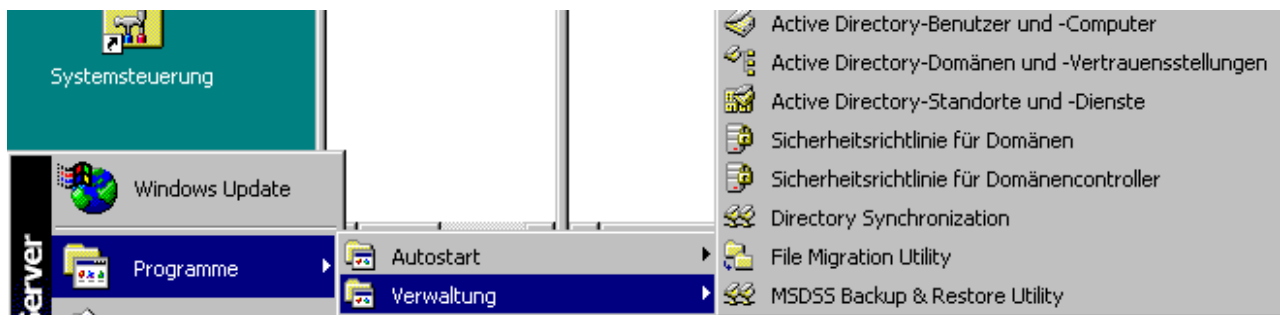 Systemsteuerung
Windows Update
Programme
Server
Autostart
Verwaltung
Active Directory-Benutzer und -Computer
Active Directory-Domänen und -Vertrauensstellungen
Active Directory-Standorte und -Dienste
Sicherheitsrichtlinie für Domänen
Sicherheitsrichtlinie für Domänencontroller
Directory Synchronization
File Migration Utility
MSDSS Backup & Restore Utility